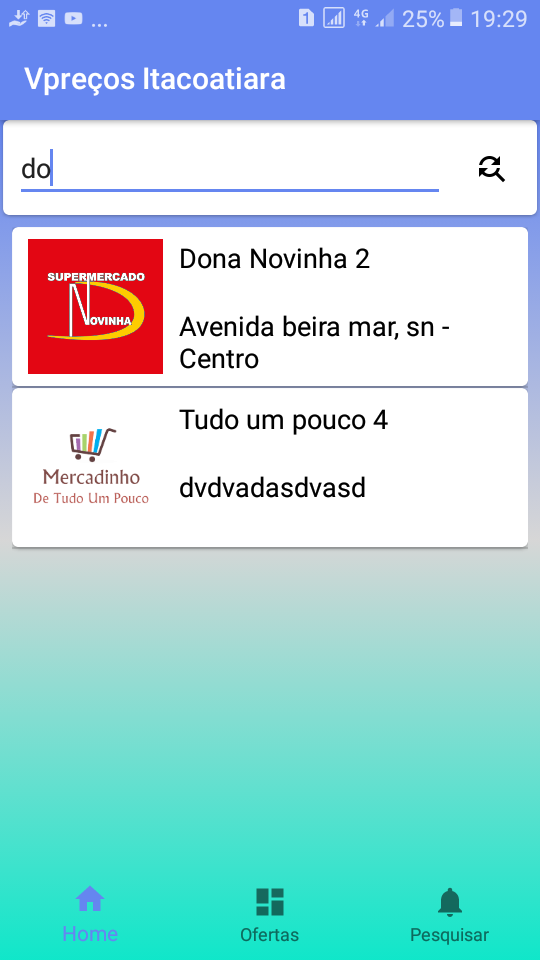 1 4G 25% 19:29
...
Vpreços Itacoatiara
do
SUPERMERCADO
NOVINHA
Dona Novinha 2
Avenida beira mar, sn -
Centro
Mercadinho
De Tudo Um Pouco
Tudo um pouco 4
dvdvadasdvasd
Home
Ofertas
Pesquisar